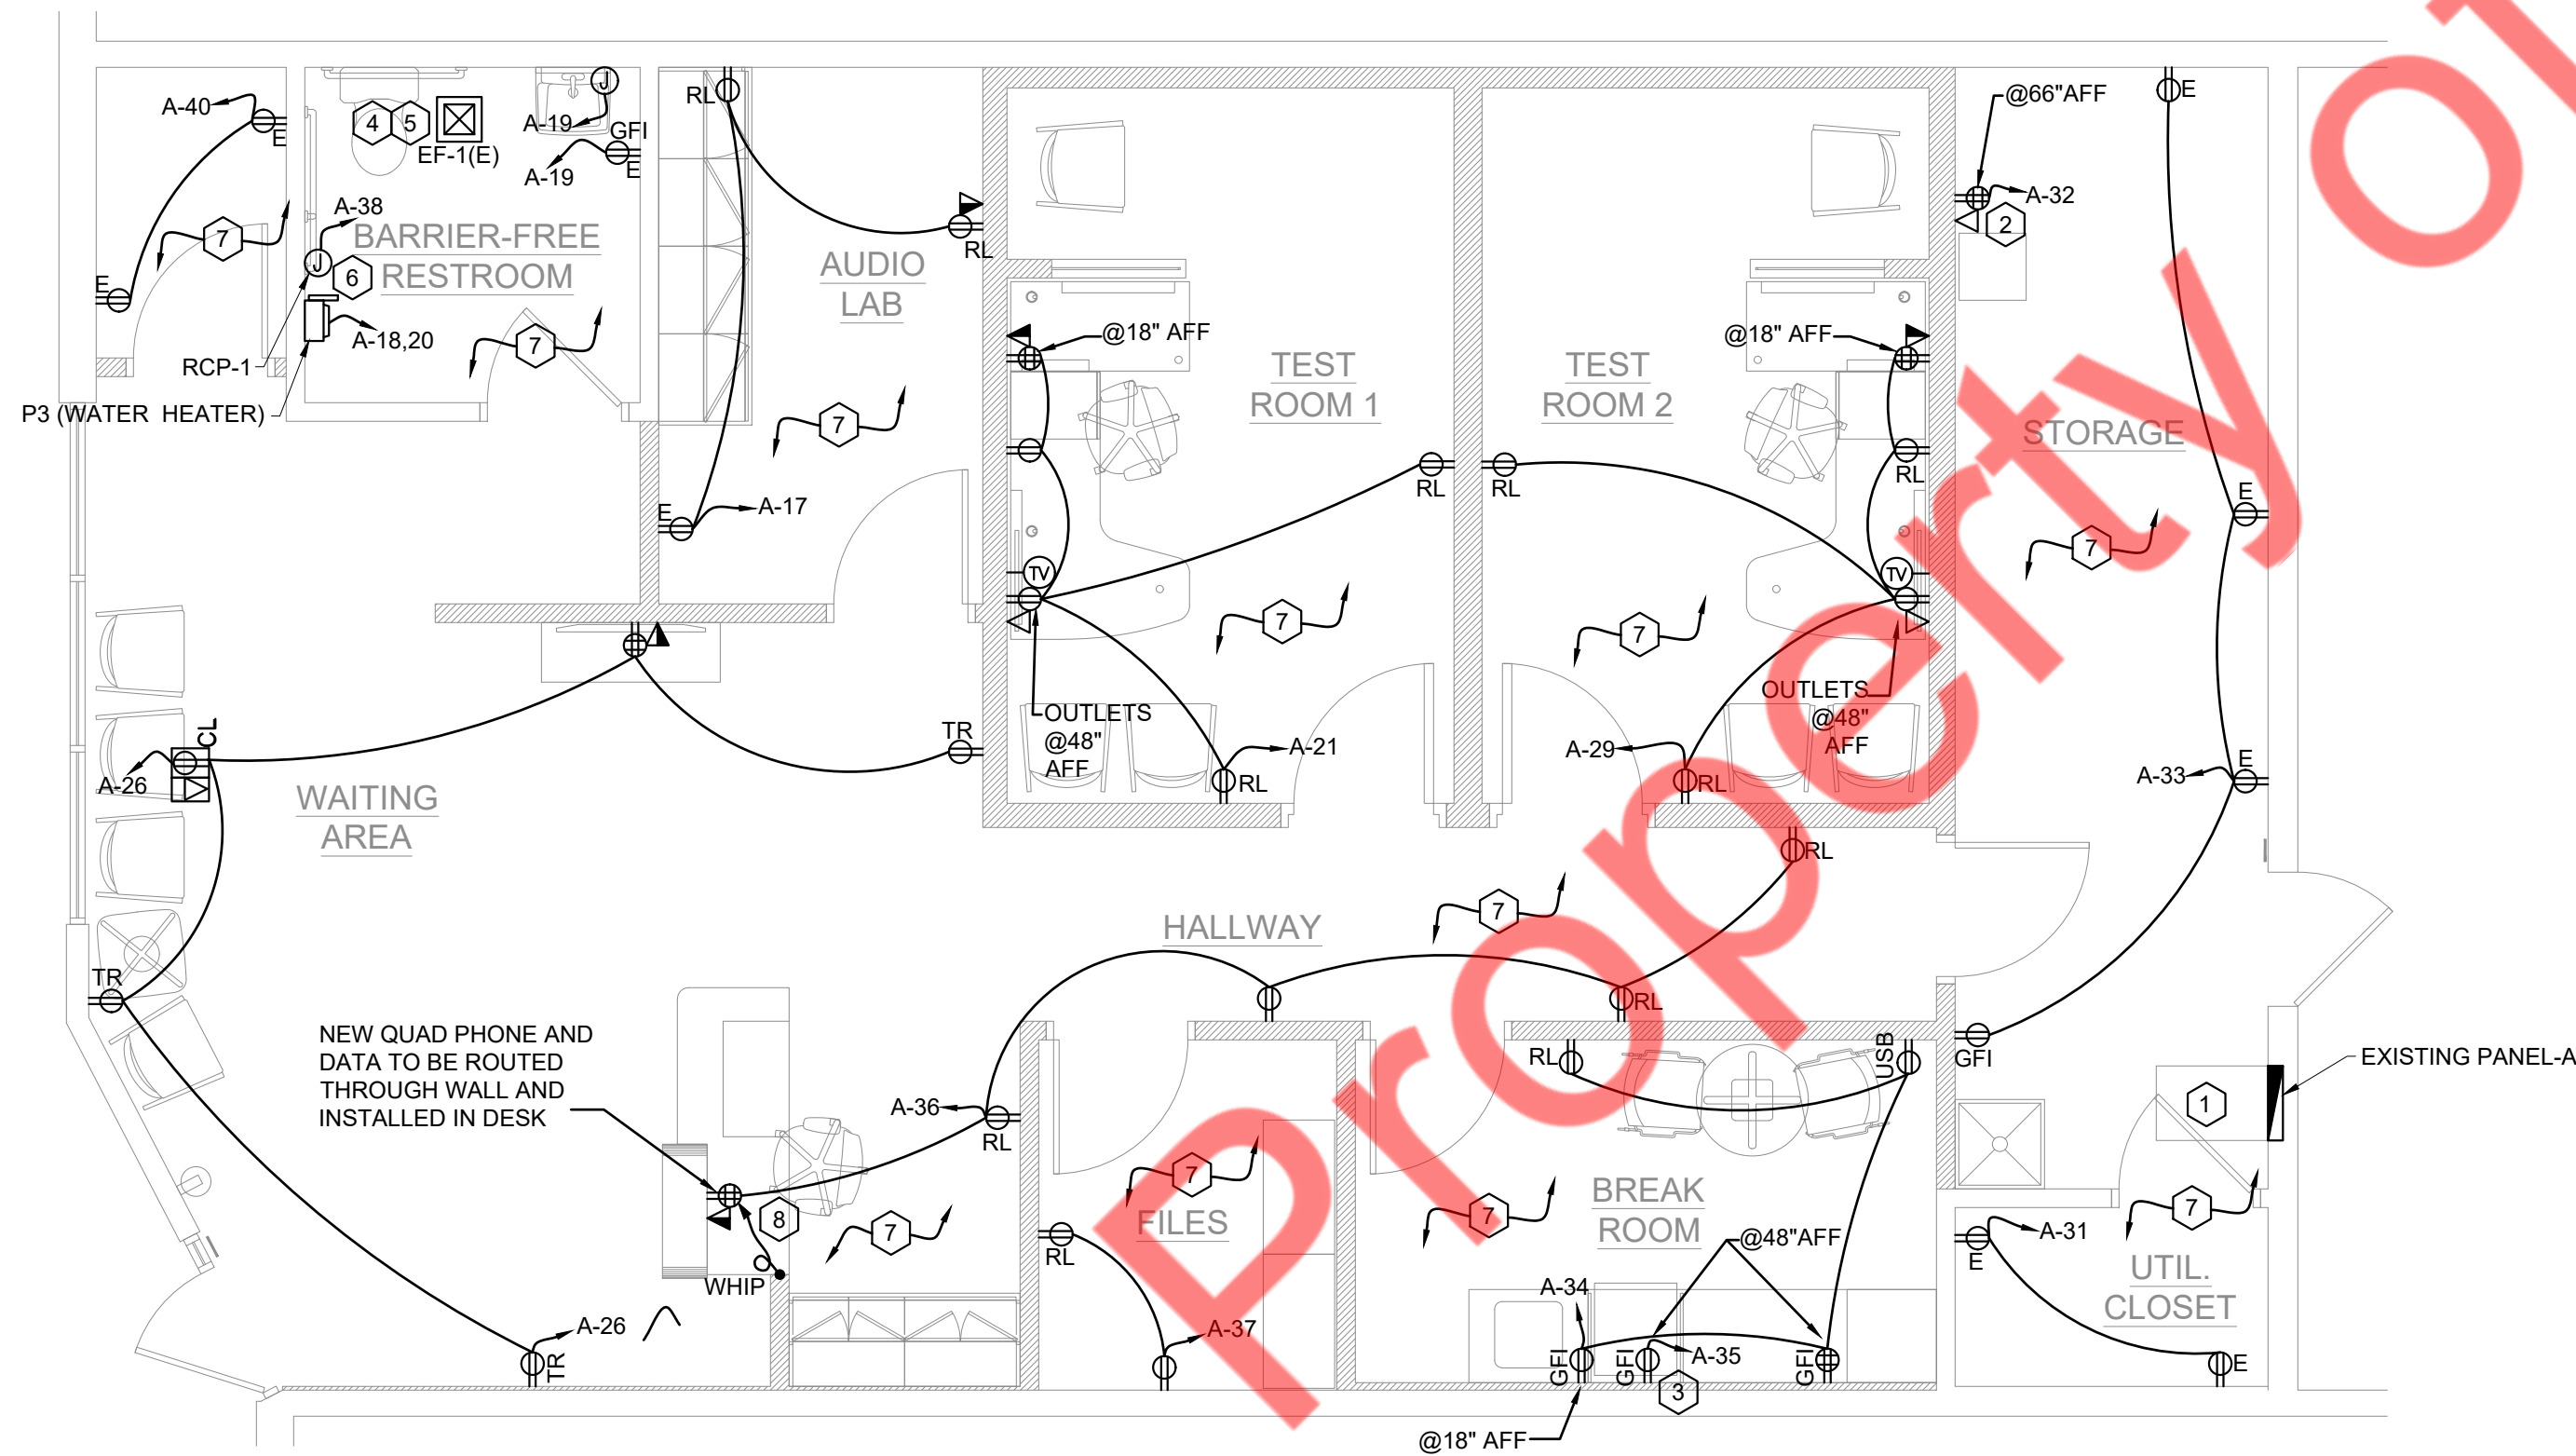 A-40
E
E
7
4
5
EF-1(E)
J
A-19
GFI
A-19
E
A-38
J
BARRIER-FREE
RESTROOM
6
A-18,20
7
RCP-1
P3 (WATER HEATER)
RL
RL
AUDIO
LAB
7
E
A-17
@18" AFF
TEST
ROOM 1
RL
TV
7
OUTLETS
@48"
AFF
A-21
RL
@18" AFF
TEST
ROOM 2
RL
RL
TV
7
OUTLETS
@48"
AFF
A-29
RL
@66"AFF
E
A-32
2
STORAGE
E
7
E
A-33
CL
A-26
TR
WAITING
AREA
TR
HALLWAY
7
RL
RL
GFI
NEW QUAD PHONE AND
DATA TO BE ROUTED
THROUGH WALL AND
INSTALLED IN DESK
A-36
RL
8
7
WHIP
A-26
TR
7
FILES
RL
A-37
RL
USB
7
BREAK
ROOM
@48"AFF
A-34
GFI
GFI
A-35
GFI
3
@18" AFF
EXISTING PANEL-A
1
7
A-31
E
UTIL.
CLOSET
E
Property of